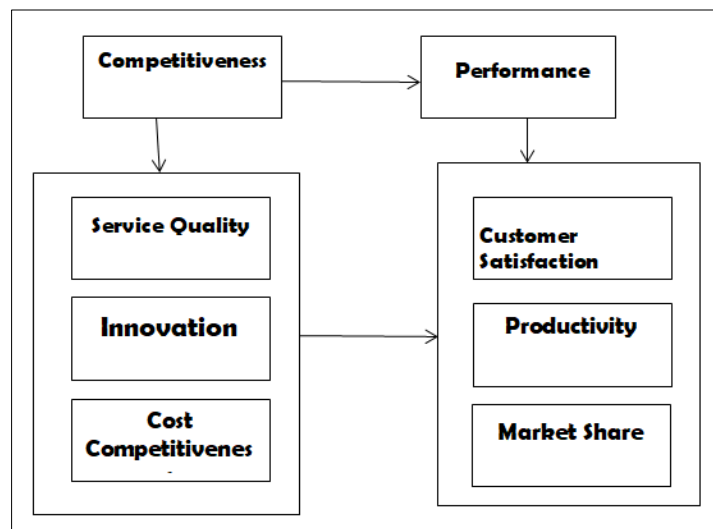 Competitiveness
Performance
Service Quality
Innovation
Cost
Competitivenes
Customer
Satisfaction
Productivity
Market Share